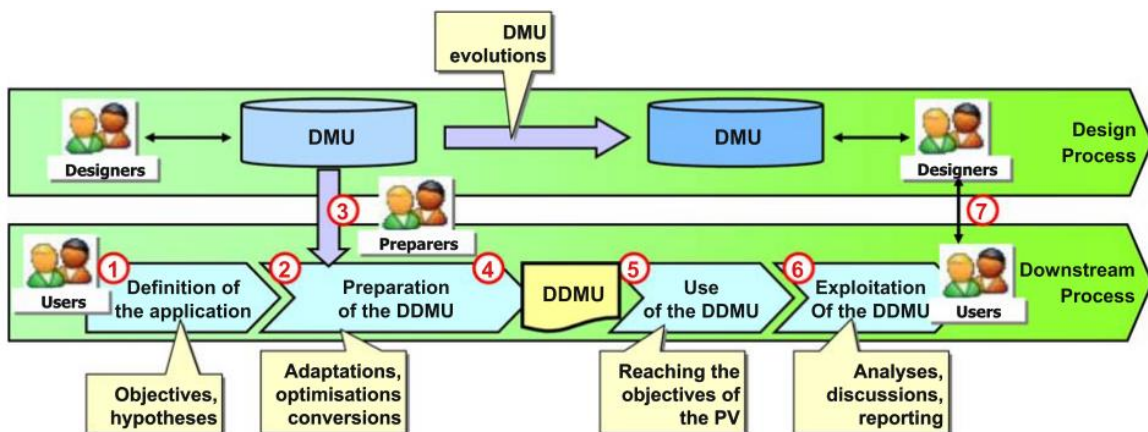 DMU
evolutions
Designers
DMU
DMU
Designers
Design
Process
3
Preparers
7
Users
1
Definition of
the application
2
Preparation
of the DDMU
4
DDMU
5
Use
of the DDMU
6
Exploitation
Of the DDMU
Users
Downstream
Process
Objectives,
hypotheses
Adaptations,
optimisations
conversions
Reaching the
objectives of
the PV
Analyses,
discussions,
reporting